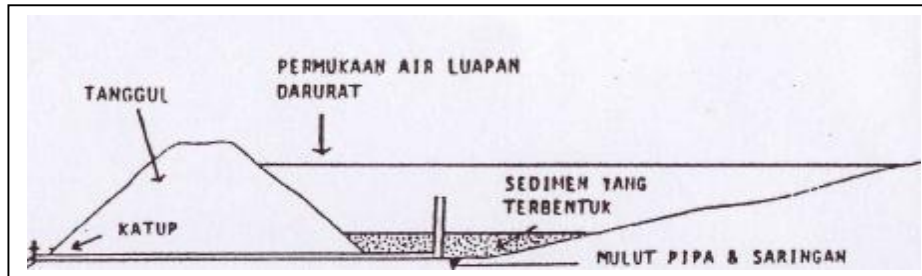 PERMUKAAN AIR LUAPAN
DARURAT
TANGGUL
SEDIMEN YANG
TERBENTUK
KATUP
MULUT PIPA & SARINGAN